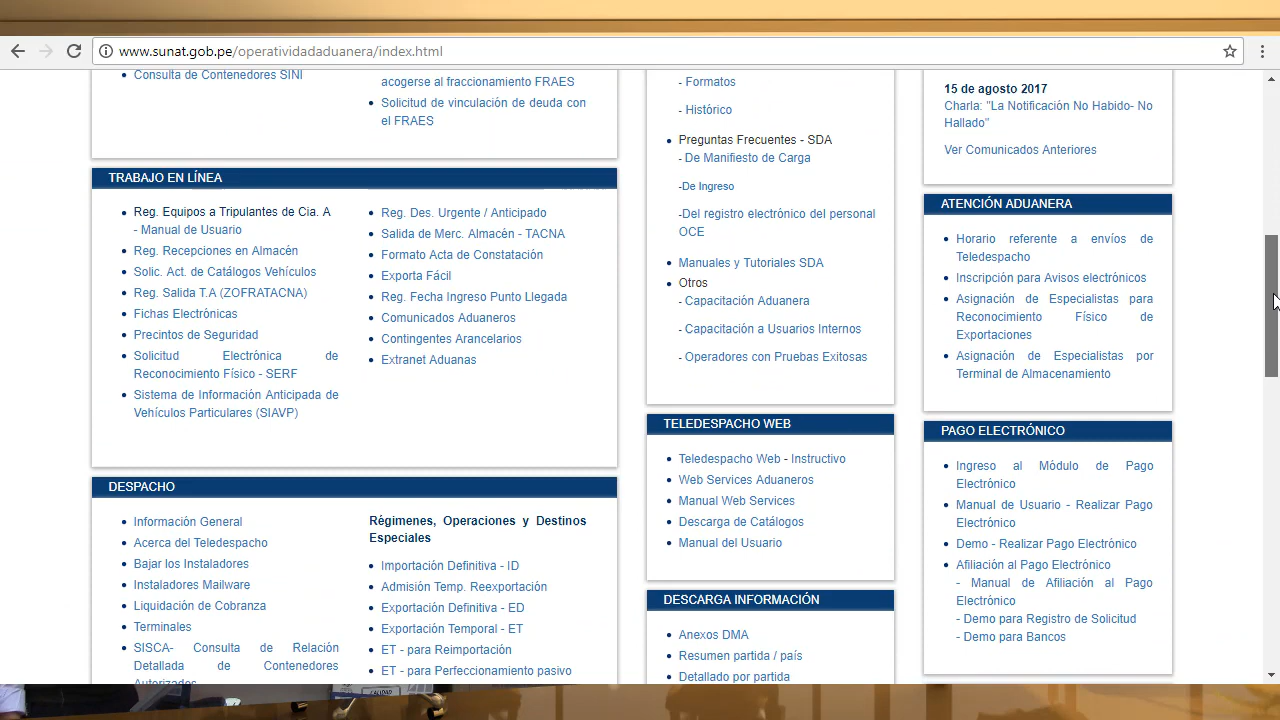 www.sunat.gob.pe/operatividadaduanera/index.html
Consulta de Contenedores SINI
acogerse al fraccionamiento FRAES
Solicitud de vinculación de deuda con
el FRAES
TRABAJO EN LÍNEA
Reg. Equipos a Tripulantes de Cia. A
- Manual de Usuario
Reg. Recepciones en Almacén
Solic. Act. de Catálogos Vehículos
Reg. Salida T.A (ZOFRATACNA)
Fichas Electrónicas
Precintos de Seguridad
Solicitud Electrónica de
Reconocimiento Físico - SERF
Sistema de Información Anticipada de
Vehículos Particulares (SIAVP)
Reg. Des. Urgente / Anticipado
Salida de Merc. Almacén - TACNA
Formato Acta de Constatación
Exporta Fácil
Reg. Fecha Ingreso Punto Llegada
Comunicados Aduaneros
Contingentes Arancelarios
Extranet Aduanas
DESPACHO
Información General
Acerca del Teledespacho
Bajar los Instaladores
Instaladores Mailware
Liquidación de Cobranza
Terminales
SISCA- Consulta de Relación
Detallada de Contenedores
Autorizados
Régimenes, Operaciones y Destinos
Especiales
Importación Definitiva - ID
Admisión Temp. Reexportación
Exportación Definitiva - ED
Exportación Temporal - ET
ET - para Reimportación
ET - para Perfeccionamiento pasivo
- Formatos
- Histórico
Preguntas Frecuentes - SDA
- De Manifiesto de Carga
-De Ingreso
-Del registro electrónico del personal
OCE
Manuales y Tutoriales SDA
Otros
- Capacitación Aduanera
- Capacitación a Usuarios Internos
- Operadores con Pruebas Exitosas
TELEDESPACHO WEB
Teledespacho Web - Instructivo
Web Services Aduaneros
Manual Web Services
Descarga de Catálogos
Manual del Usuario
DESCARGA INFORMACIÓN
Anexos DMA
Resumen partida / país
Detallado por partida
15 de agosto 2017
Charla: "La Notificación No Habido- No
Hallado"
Ver Comunicados Anteriores
ATENCIÓN ADUANERA
Horario referente a envíos de
Teledespacho
Inscripción para Avisos electrónicos
Asignación de Especialistas para
Reconocimiento Físico de
Exportaciones
Asignación de Especialistas por
Terminal de Almacenamiento
PAGO ELECTRÓNICO
Ingreso al Módulo de Pago
Electrónico
Manual de Usuario - Realizar Pago
Electrónico
Demo - Realizar Pago Electrónico
Afiliación al Pago Electrónico
- Manual de Afiliación al Pago
Electrónico
- Demo para Registro de Solicitud
- Demo para Bancos
CALIDAD